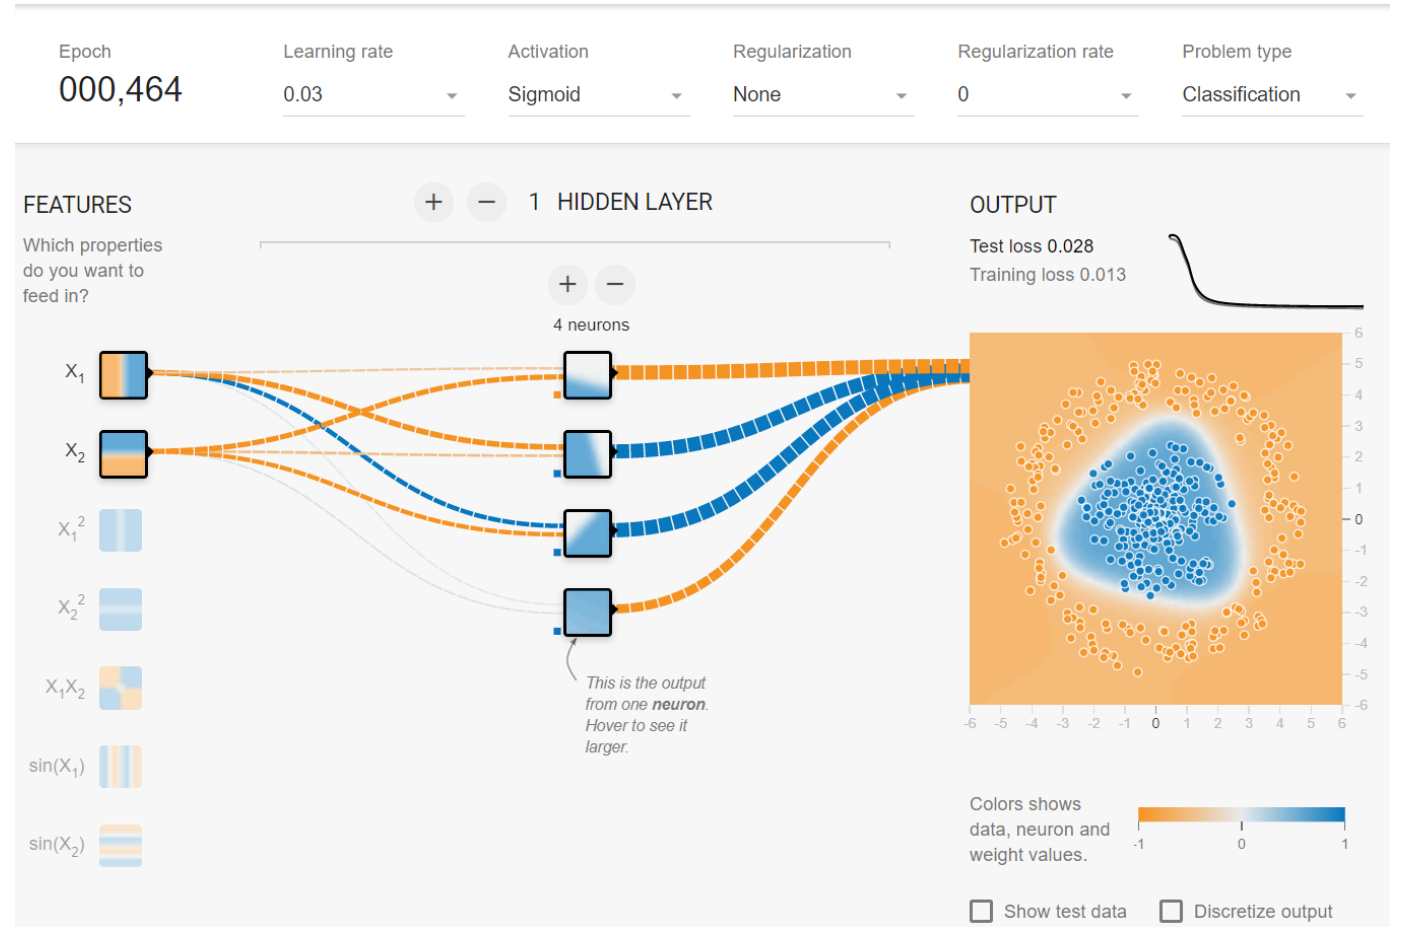 Epoch
000,464
Learning rate
0.03
Activation
Sigmoid
Regularization
None
Regularization rate
0
Problem type
Classification
FEATURES
Which properties
do you want to
feed in?
X1
X2
X1^2
X2^2
X1X2
sin(X1)
sin(X2)
+ − 1 HIDDEN LAYER
+ −
4 neurons
This is the output
from one neuron.
Hover to see it
larger.
OUTPUT
Test loss 0.028
Training loss 0.013
6
5
4
3
2
1
0
-1
-2
-3
-4
-5
-6
-6 -5 -4 -3 -2 -1 0 1 2 3 4 5 6
Colors shows
data, neuron and
weight values.
-1 0 1
Show test data
Discretize output